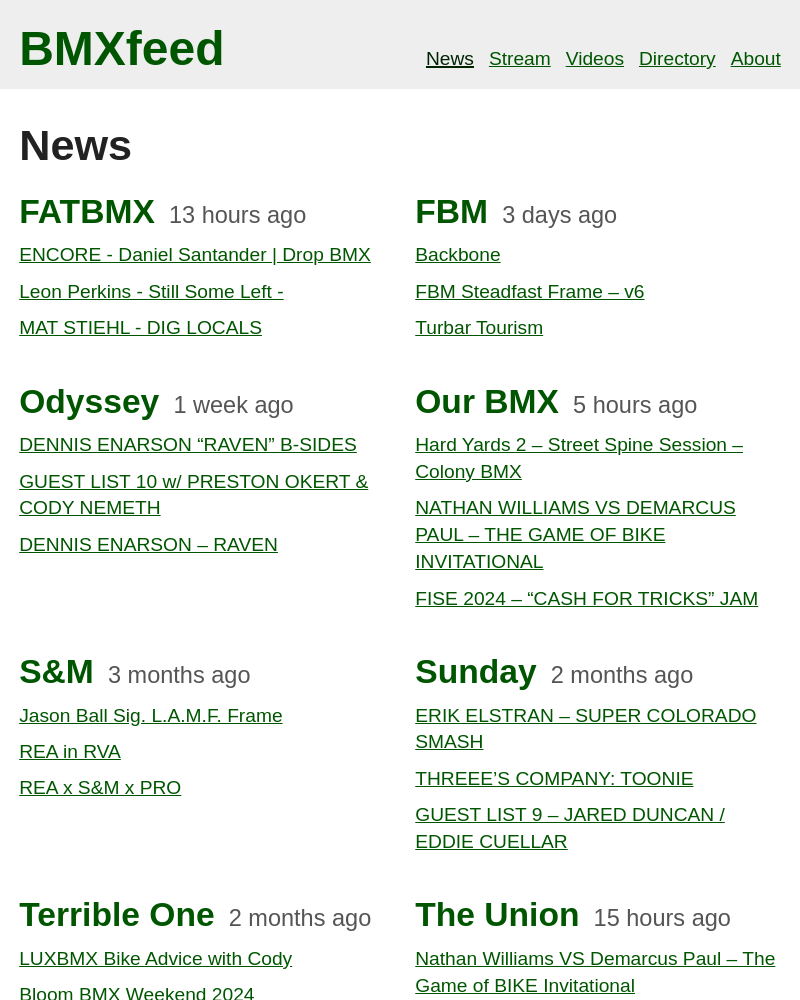 BMXfeed
News Stream Videos Directory About
News
FATBMX 13 hours ago
ENCORE - Daniel Santander | Drop BMX
Leon Perkins - Still Some Left -
MAT STIEHL - DIG LOCALS
FBM 3 days ago
Backbone
FBM Steadfast Frame – v6
Turbar Tourism
Odyssey 1 week ago
DENNIS ENARSON “RAVEN” B-SIDES
GUEST LIST 10 w/ PRESTON OKERT &
CODY NEMETH
DENNIS ENARSON – RAVEN
Our BMX 5 hours ago
Hard Yards 2 – Street Spine Session –
Colony BMX
NATHAN WILLIAMS VS DEMARCUS
PAUL – THE GAME OF BIKE
INVITATIONAL
FISE 2024 – “CASH FOR TRICKS” JAM
S&M 3 months ago
Jason Ball Sig. L.A.M.F. Frame
REA in RVA
REA x S&M x PRO
Sunday 2 months ago
ERIK ELSTRAN – SUPER COLORADO
SMASH
THREEE’S COMPANY: TOONIE
GUEST LIST 9 – JARED DUNCAN /
EDDIE CUELLAR
Terrible One 2 months ago
LUXBMX Bike Advice with Cody
Bloom BMX Weekend 2024
The Union 15 hours ago
Nathan Williams VS Demarcus Paul – The
Game of BIKE Invitational